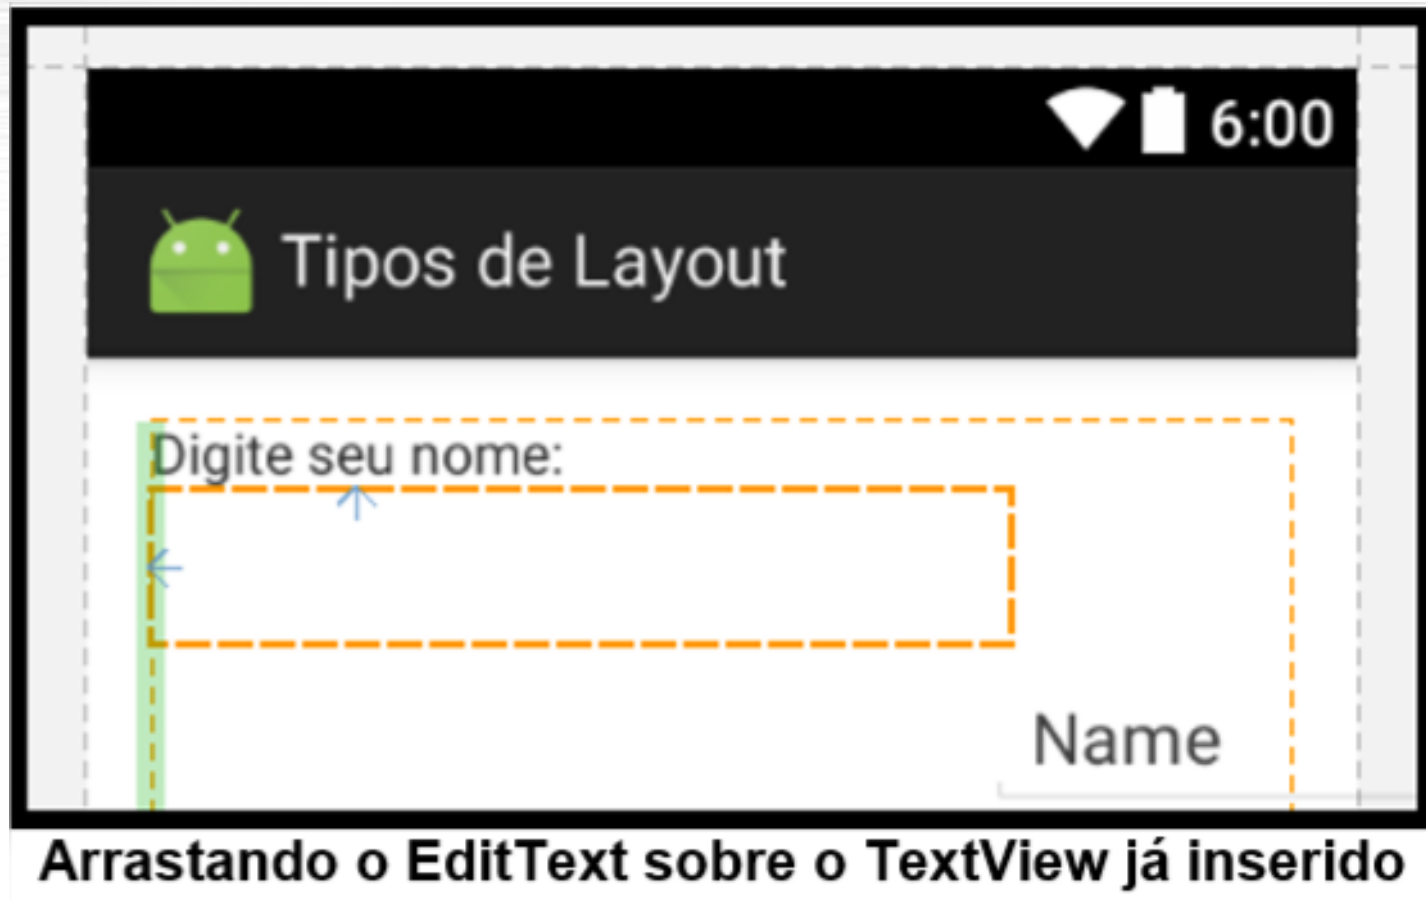 6:00
Tipos de Layout
Digite seu nome:
Name
Arrastando o EditText sobre o TextView já inserido